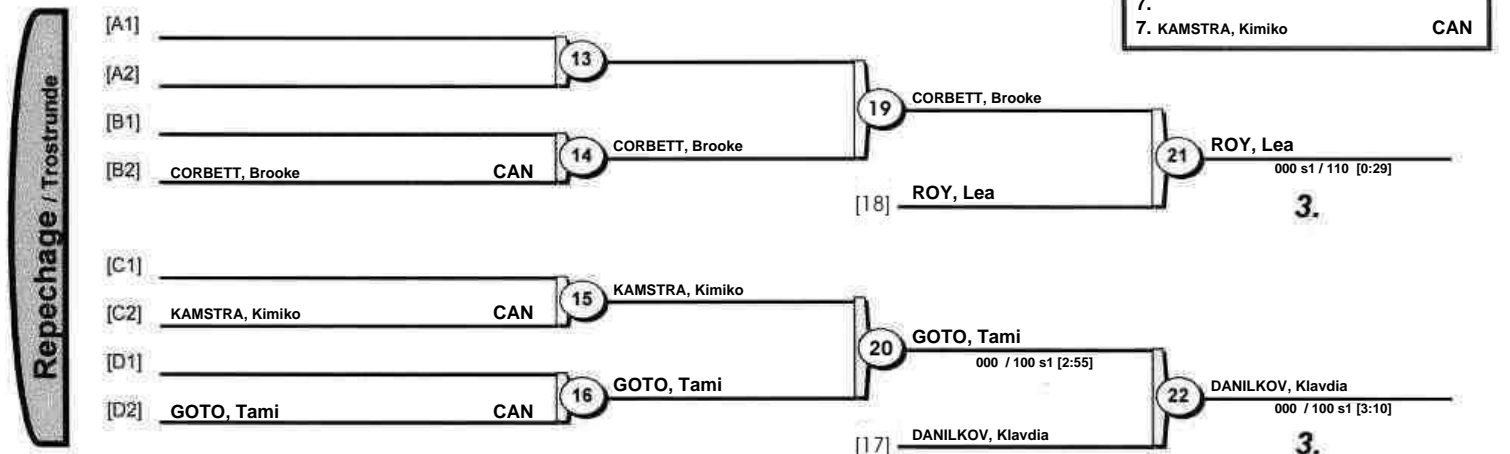 7.
7. KAMSTRA, Kimiko CAN
Repechage / Trostrunde
[A1]
13
[A2]
19 CORBETT, Brooke
[B1]
14 CORBETT, Brooke
21 ROY, Lea
000 s1 / 110 [0:29]
[B2] CORBETT, Brooke CAN
[18] ROY, Lea
3.
[C1]
15 KAMSTRA, Kimiko
[C2] KAMSTRA, Kimiko CAN
20 GOTO, Tami
000 / 100 s1 [2:55]
[D1]
16 GOTO, Tami
22 DANILKOV, Klavdia
000 / 100 s1 [3:10]
[D2] GOTO, Tami CAN
[17] DANILKOV, Klavdia
3.